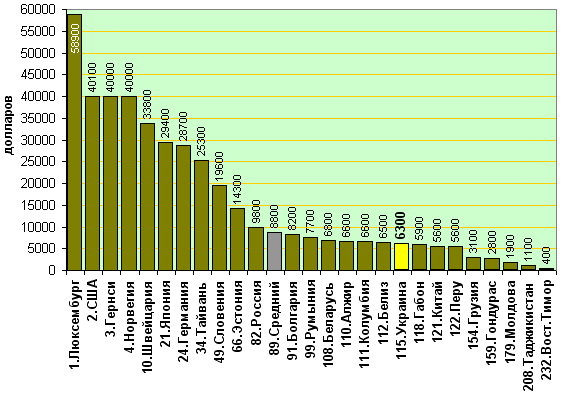 долларов
60000
55000
50000
45000
40000
35000
30000
25000
20000
15000
10000
5000
0
58900
40100
40000
40000
33800
29400
28700
25300
19600
14300
9800
8800
8200
7700
6800
6600
6600
6500
6300
5900
5600
5600
3100
2800
1900
1100
400
1.Люксембург
2.США
3.Гернси
4.Норвегия
10.Швейцария
21.Япония
24.Германия
34.Тайвань
49.Словения
66.Эстония
82.Россия
89.Средний
91.Болгария
99.Румыния
108.Беларусь
110.Алжир
111.Колумбия
112.Белиз
115.Украина
118.Габон
121.Китай
122.Перу
154.Грузия
159.Гондурас
179.Молдова
208.Таджикистан
232.Вост.Тимор